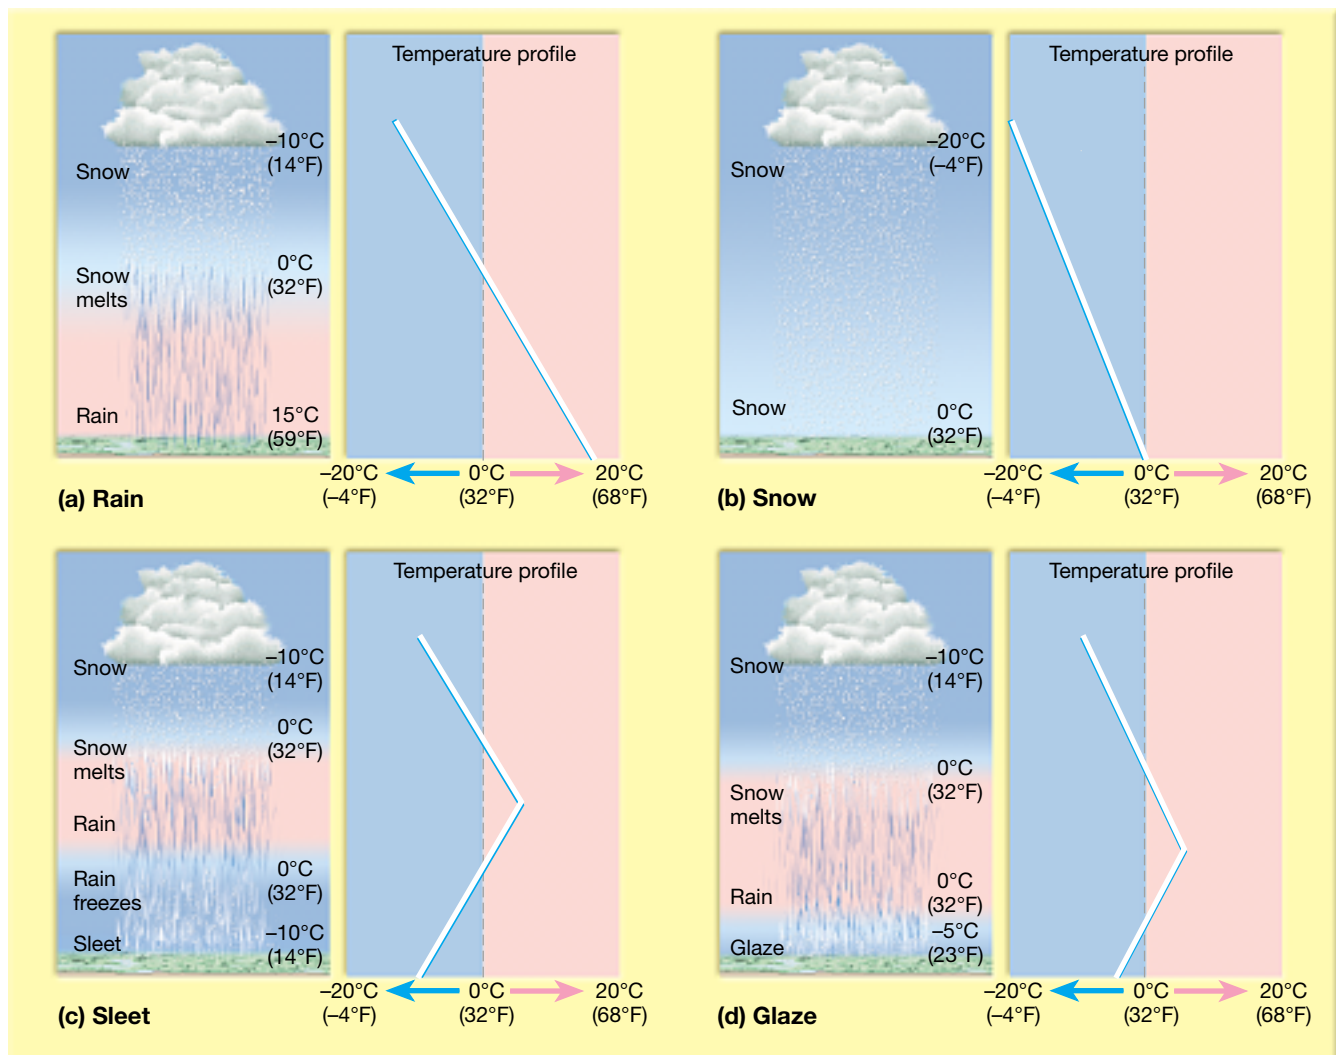 Temperature profile
–10°C
(14°F)
Snow
0°C
(32°F)
Snow
melts
Rain
15°C
(59°F)
–20°C
(–4°F)
0°C
(32°F)
20°C
(68°F)
(a) Rain
Temperature profile
–20°C
(–4°F)
Snow
Snow
0°C
(32°F)
–20°C
(–4°F)
0°C
(32°F)
20°C
(68°F)
(b) Snow
Temperature profile
Snow
–10°C
(14°F)
0°C
(32°F)
Snow
melts
Rain
0°C
(32°F)
Rain
freezes
Sleet
–10°C
(14°F)
–20°C
(–4°F)
0°C
(32°F)
20°C
(68°F)
(c) Sleet
Temperature profile
Snow
–10°C
(14°F)
0°C
(32°F)
Snow
melts
Rain
0°C
(32°F)
Glaze
–5°C
(23°F)
–20°C
(–4°F)
0°C
(32°F)
20°C
(68°F)
(d) Glaze